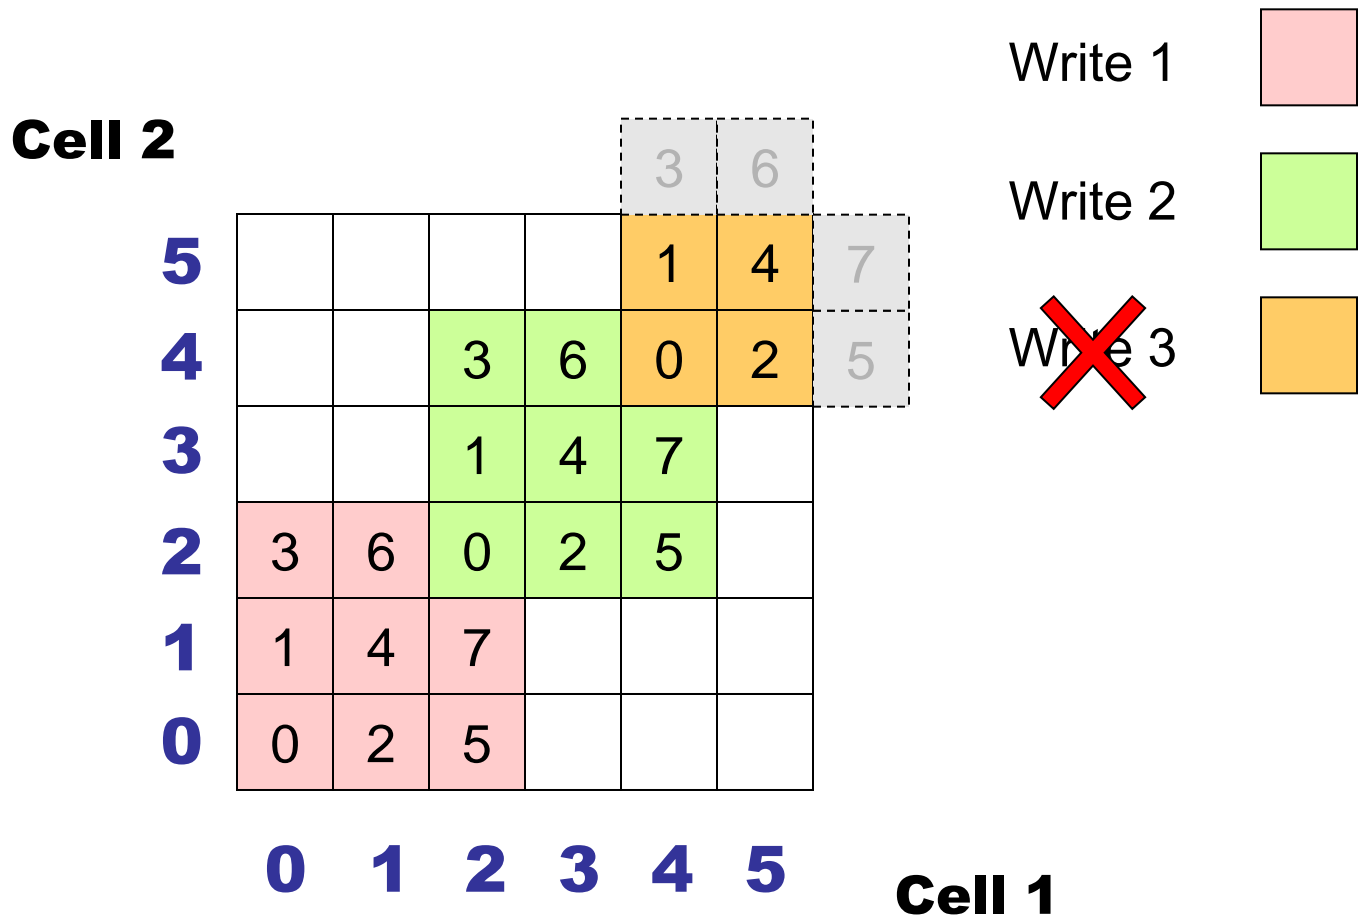 Write 1
Cell 2
3 6
Write 2
5 1 4 7
4 3 6 0 2 5
Write 3
3 1 4 7
2 3 6 0 2 5
1 1 4 7
0 0 2 5
0 1 2 3 4 5
Cell 1